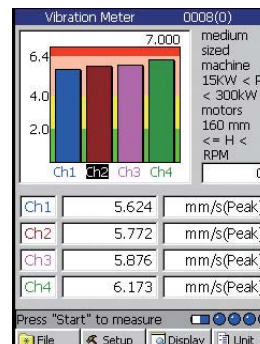 Vibration Meter 0008(0)
7.000
6.4
4.0
2.0
Ch1 Ch2 Ch3 Ch4
medium
sized
machine
15KW < P
< 300kW
motors
160 mm
<= H <
RPM
0
Ch1 5.624 mm/s(Peak)
Ch2 5.772 mm/s(Peak)
Ch3 5.876 mm/s(Peak)
Ch4 6.173 mm/s(Peak)
Press "Start" to measure
File Setup Display Unit